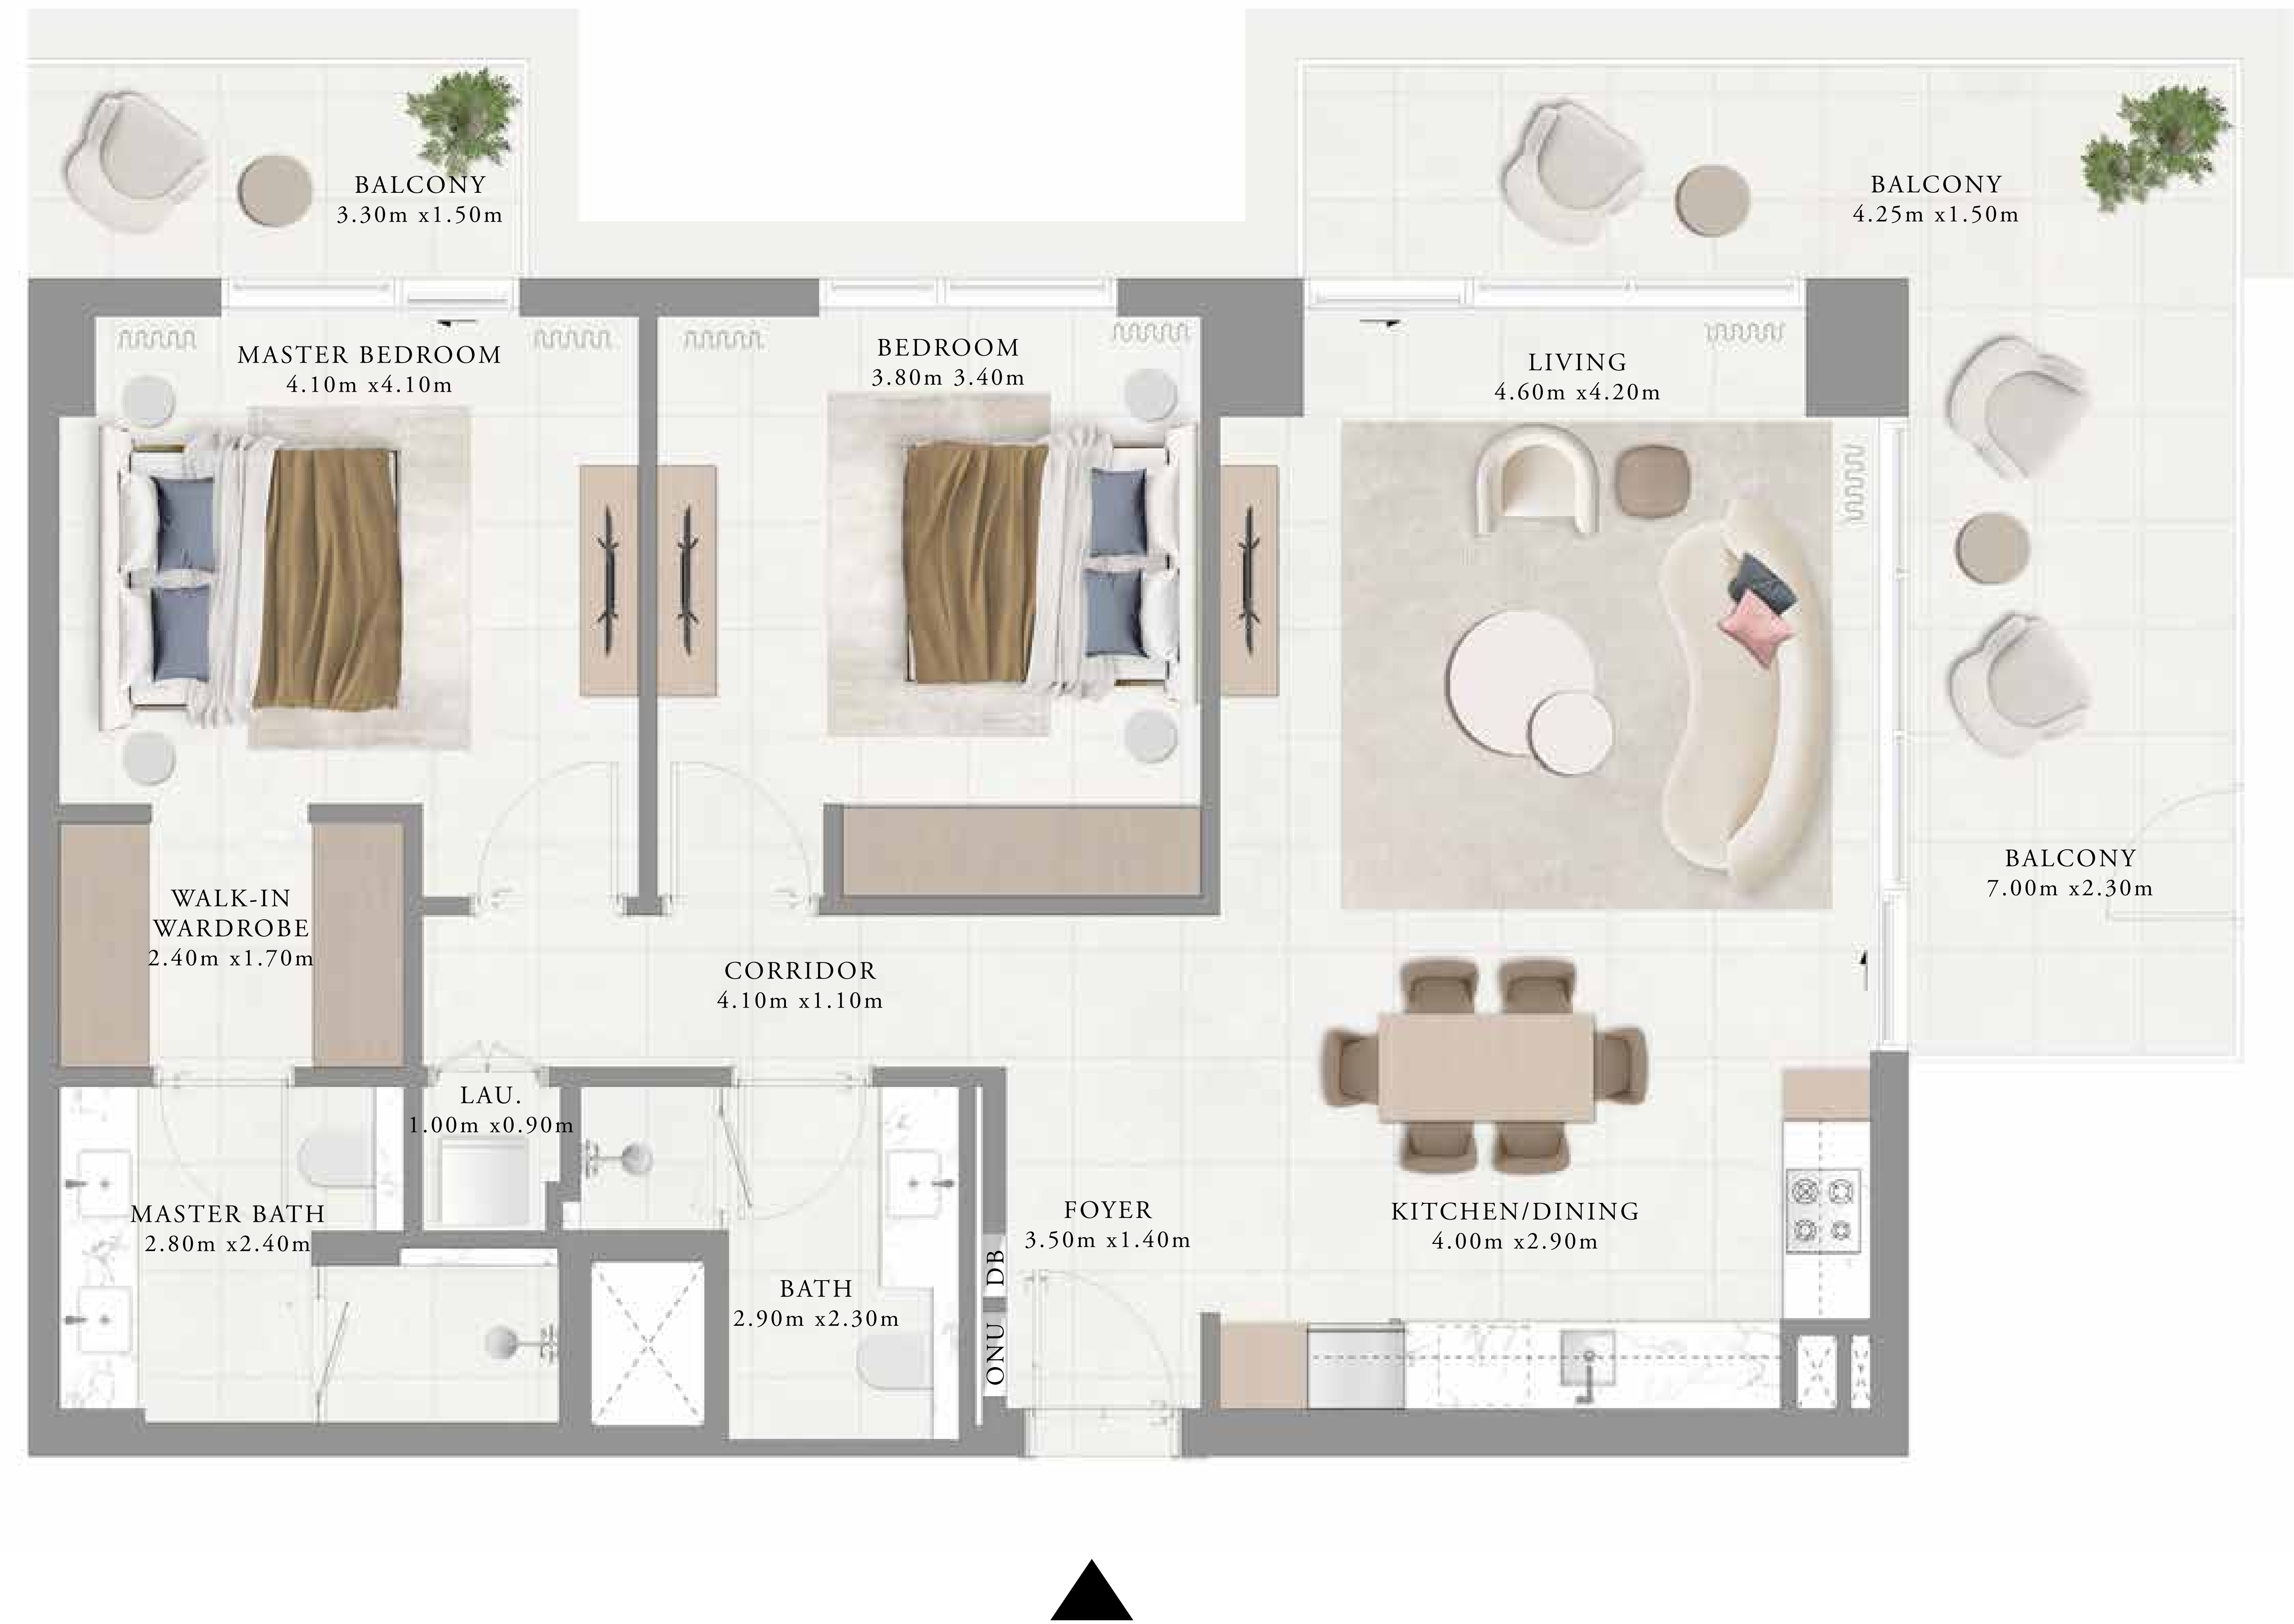 BALCONY
3.30m x1.50m
BALCONY
4.25m x1.50m
MASTER BEDROOM
4.10m x4.10m
BEDROOM
3.80m 3.40m
LIVING
4.60m x4.20m
BALCONY
7.00m x2.30m
WALK-IN
WARDROBE
2.40m x1.70m
CORRIDOR
4.10m x1.10m
LAU.
1.00m x0.90m
MASTER BATH
2.80m x2.40m
BATH
2.90m x2.30m
DB
ONU
FOYER
3.50m x1.40m
KITCHEN/DINING
4.00m x2.90m